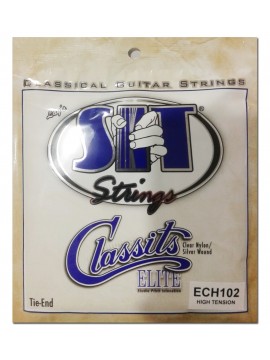 CLASSICAL GUITAR STRINGS
SIT
Strings
Classits
ELITE
Clear Nylon/
Silver Wound
Tie-End
ECH102
HIGH TENSION